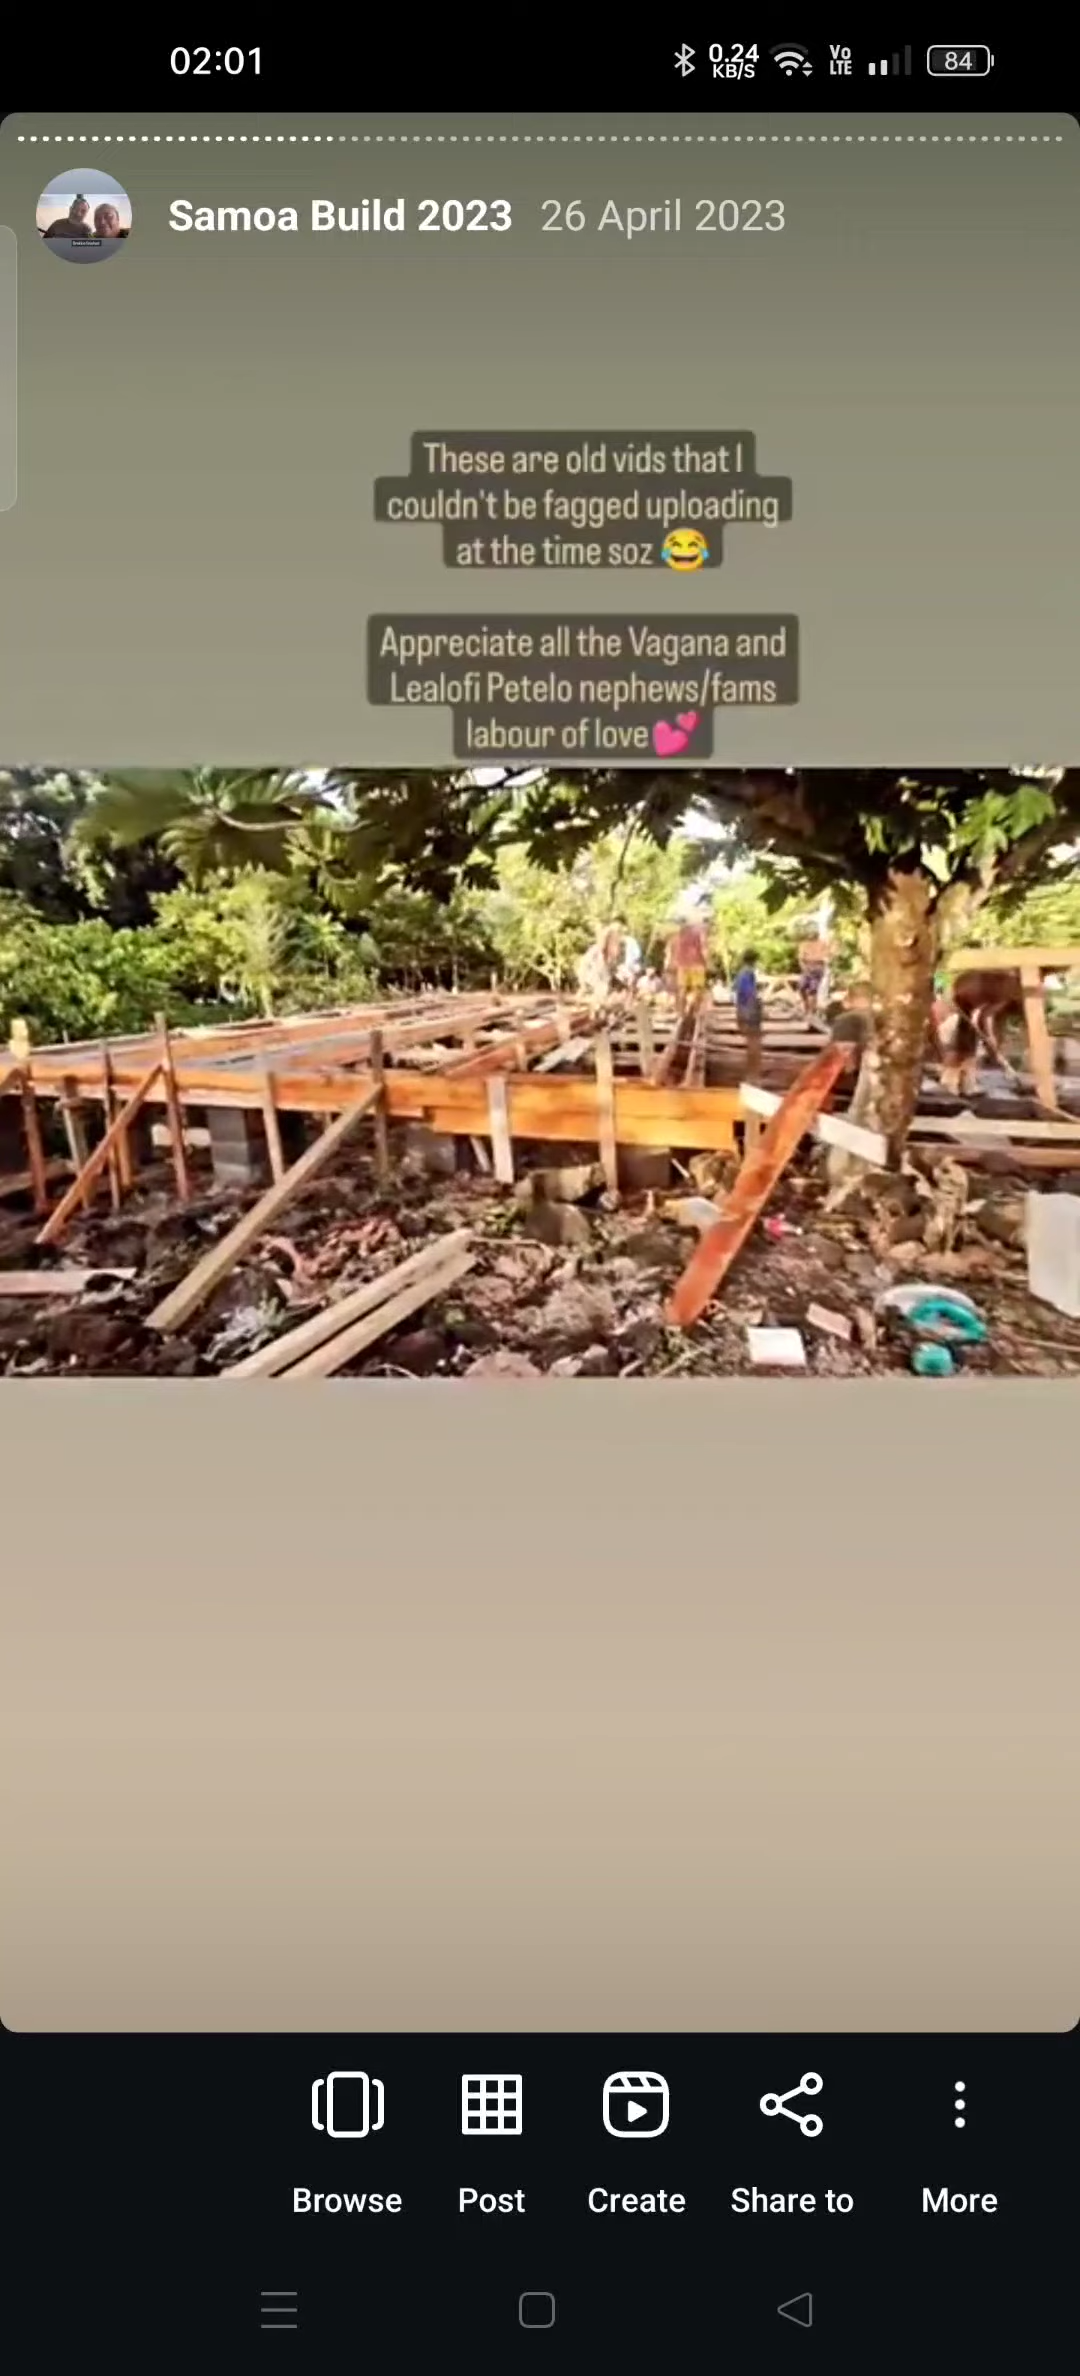 02:01
0.24
KB/S
Vo
LTE
84
Samoa Build 2023 26 April 2023
These are old vids that I
couldn't be fagged uploading
at the time soz 😂
Appreciate all the Vagana and
Lealofi Petelo nephews/fams
labour of love 💕
Browse
Post
Create
Share to
More